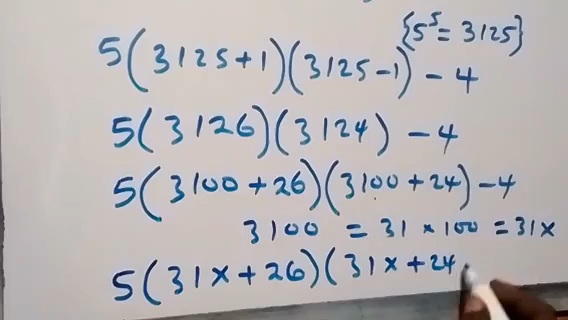 {5⁵ = 3125}
5(3125+1)(3125-1) - 4
5(3126)(3124) - 4
5(3100 + 26)(3100 + 24) - 4
3100 = 31 × 100 = 31x
5(31x + 26)(31x + 24